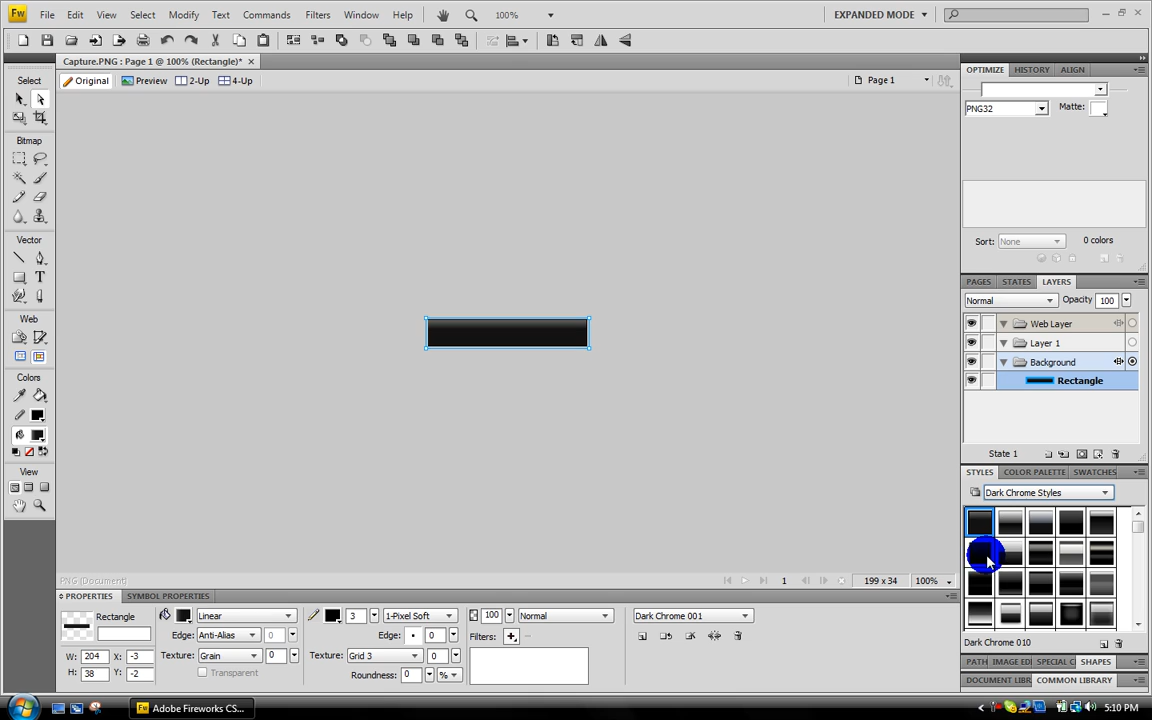 Fw File Edit View Select Modify Text Commands Filters Window Help 100% EXPANDED MODE
Capture.PNG : Page 1 @ 100% (Rectangle)*
Original Preview 2-Up 4-Up Page 1
Select
Bitmap
Vector
Web
Colors
View
OPTIMIZE HISTORY ALIGN
PNG32 Matte:
Sort: None 0 colors
PAGES STATES LAYERS
Normal Opacity 100
Web Layer
Layer 1
Background
Rectangle
State 1
STYLES COLOR PALETTE SWATCHES
Dark Chrome Styles
Dark Chrome 010
PATH IMAGE EDI SPECIAL C SHAPES
DOCUMENT LIBR COMMON LIBRARY
PNG (Document) 1 199 x 34 100%
PROPERTIES SYMBOL PROPERTIES
Rectangle Linear 3 1-Pixel Soft 100 Normal Dark Chrome 001
Edge: Anti-Alias 0 Edge: 0 Filters:
W: 204 X: -3 Texture: Grain 0 Texture: Grid 3 0
H: 38 Y: -2 Transparent Roundness: 0 %
Adobe Fireworks CS... 5:10 PM